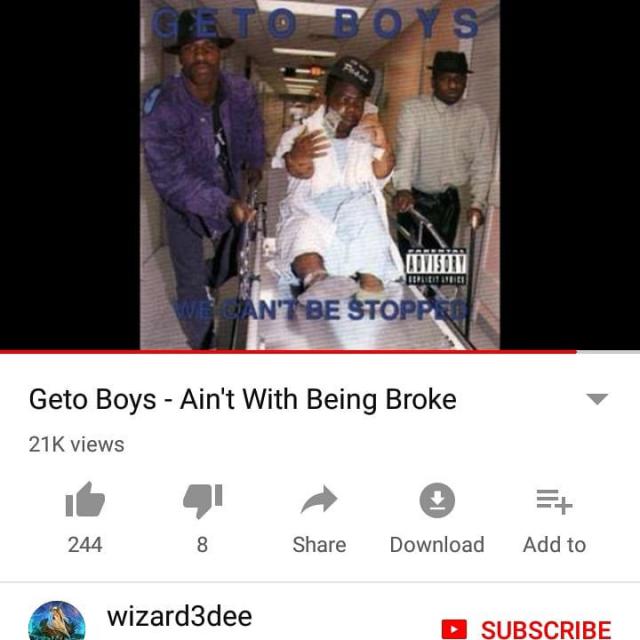 GETO BOYS
PARENTAL
ADVISORY
EXPLICIT LYRICS
WE CAN'T BE STOPPED
Geto Boys - Ain't With Being Broke
21K views
244
8
Share
Download
Add to
wizard3dee
SUBSCRIBE